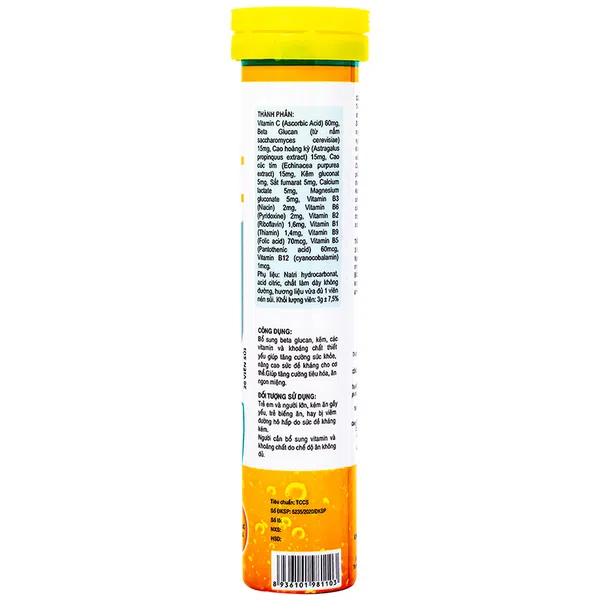 THÀNH PHẦN:
Vitamin C (Ascorbic Acid) 60mg,
Beta Glucan (từ nấm
saccharomyces cerevisiae)
15mg, Cao hoàng kỳ (Astragalus
propinquus extract) 15mg, Cao
cúc tím (Echinacea purpurea
extract) 15mg, Kẽm gluconat
5mg, Sắt fumarat 5mg, Calcium
lactate 5mg, Magnesium
gluconate 5mg, Vitamin B3
(Niacin) 2mg, Vitamin B6
(Pyridoxine) 2mg, Vitamin B2
(Riboflavin) 1,6mg, Vitamin B1
(Thiamin) 1,4mg, Vitamin B9
(Folic acid) 70mcg, Vitamin B5
(Pantothenic acid) 60mcg,
Vitamin B12 (cyanocobalamin)
1mcg.
Phụ liệu: Natri hydrocarbonat,
acid citric, chất làm dày không
đường, hương liệu vừa đủ 1 viên
nén sủi. Khối lượng viên: 3g ± 7,5%
CÔNG DỤNG:
Bổ sung beta glucan, kẽm, các
vitamin và khoáng chất thiết
yếu giúp tăng cường sức khỏe,
nâng cao sức đề kháng cho cơ
thể.Giúp tăng cường tiêu hóa, ăn
ngon miệng.
ĐỐI TƯỢNG SỬ DỤNG:
Trẻ em và người lớn, kém ăn gầy
yếu, trẻ biếng ăn, hay bị viêm
đường hô hấp do sức đề kháng
kém.
Người cần bổ sung vitamin và
khoáng chất do chế độ ăn không
đủ.
20 VIÊN SỦI
Tiêu chuẩn: TCCS
Số ĐKSP: 6235/2020/ĐKSP
Số lô:
NXS:
HSD:
8 936101 981103